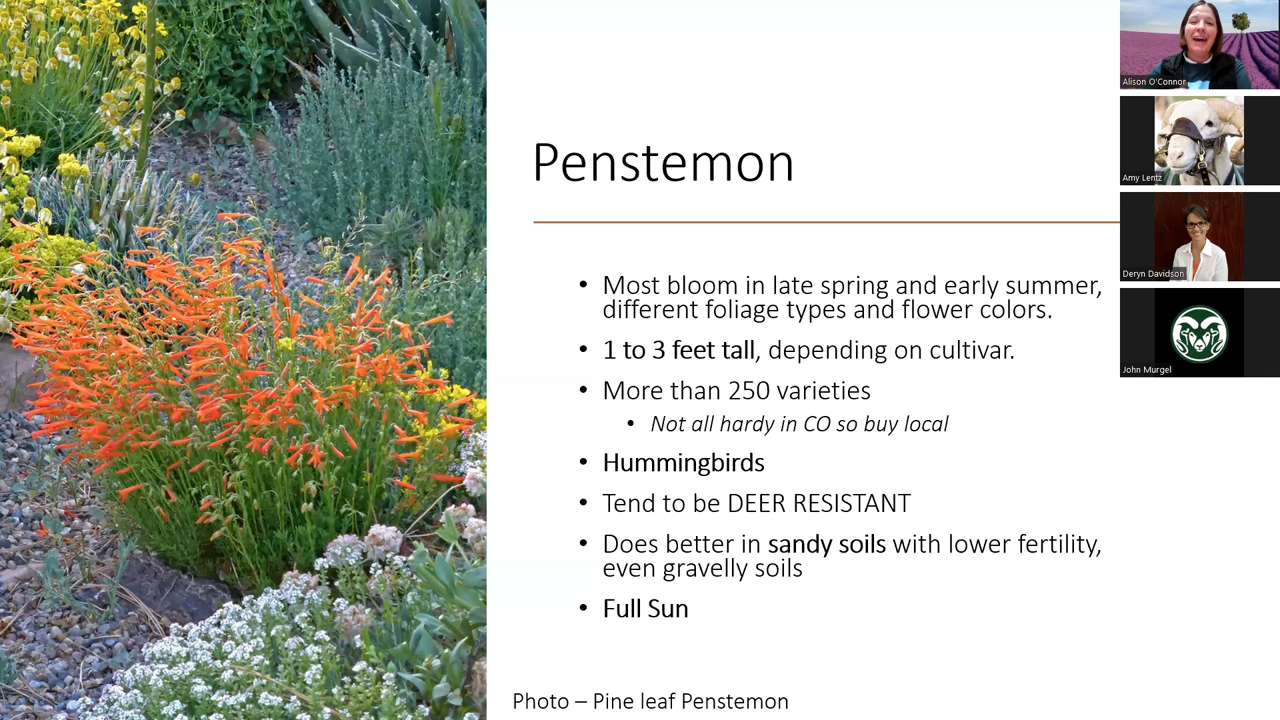 Penstemon
• Most bloom in late spring and early summer,
different foliage types and flower colors.
• 1 to 3 feet tall, depending on cultivar.
• More than 250 varieties
• Not all hardy in CO so buy local
• Hummingbirds
• Tend to be DEER RESISTANT
• Does better in sandy soils with lower fertility,
even gravelly soils
• Full Sun
Photo – Pine leaf Penstemon
Alison O'Connor
Amy Lentz
Deryn Davidson
John Murgel